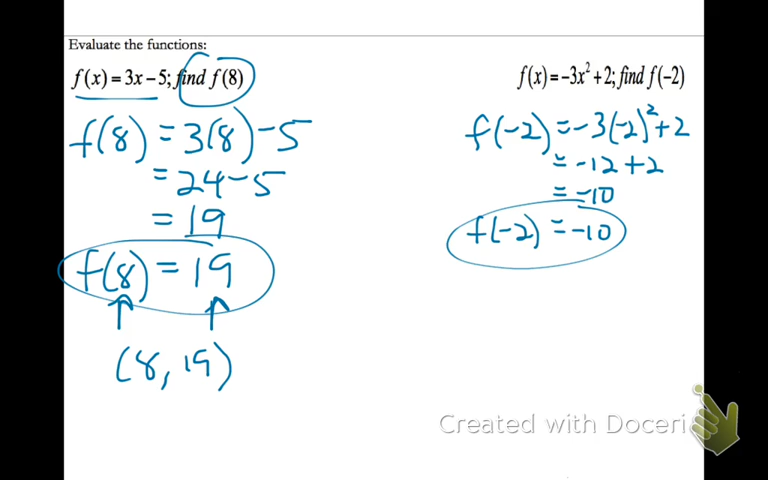 Evaluate the functions:
f(x) = 3x – 5; find f(8)
f(8) = 3(8) - 5
= 24 - 5
= 19
f(8) = 19
(8, 19)
f(x) = –3x² + 2; find f(–2)
f(-2) = -3(-2)² + 2
= -12 + 2
= -10
f(-2) = -10
Created with Doceri